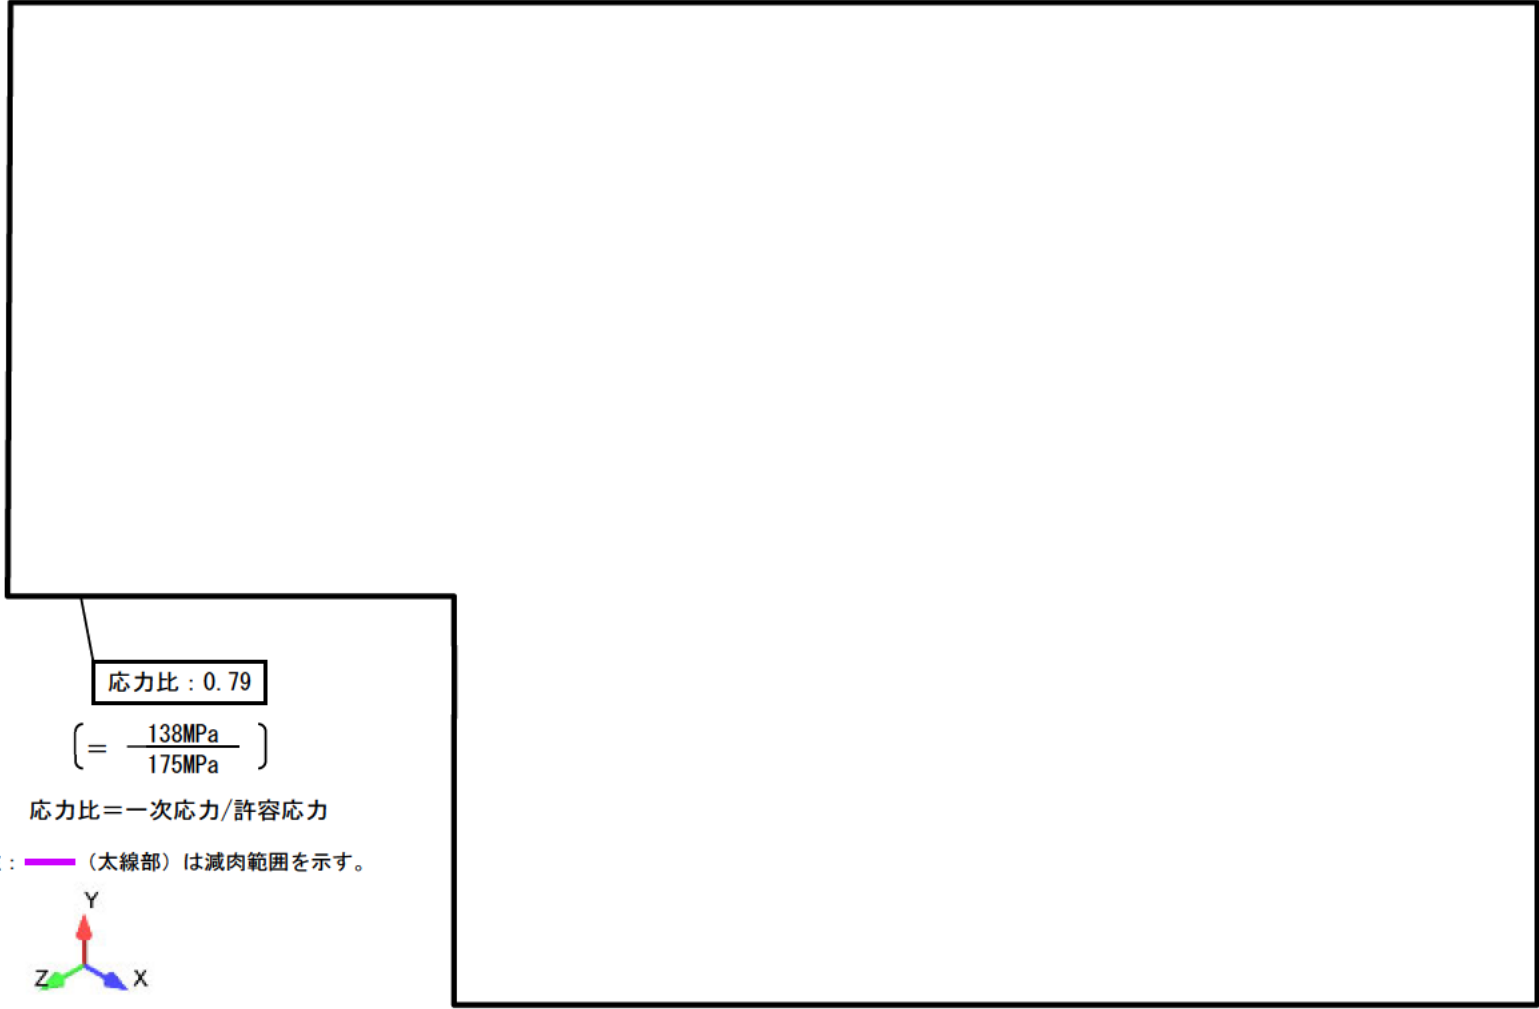 応力比：0.79
138MPa
=
175MPa
応力比＝一次応力/許容応力
：（太線部）は減肉範囲を示す。
Y
Z X